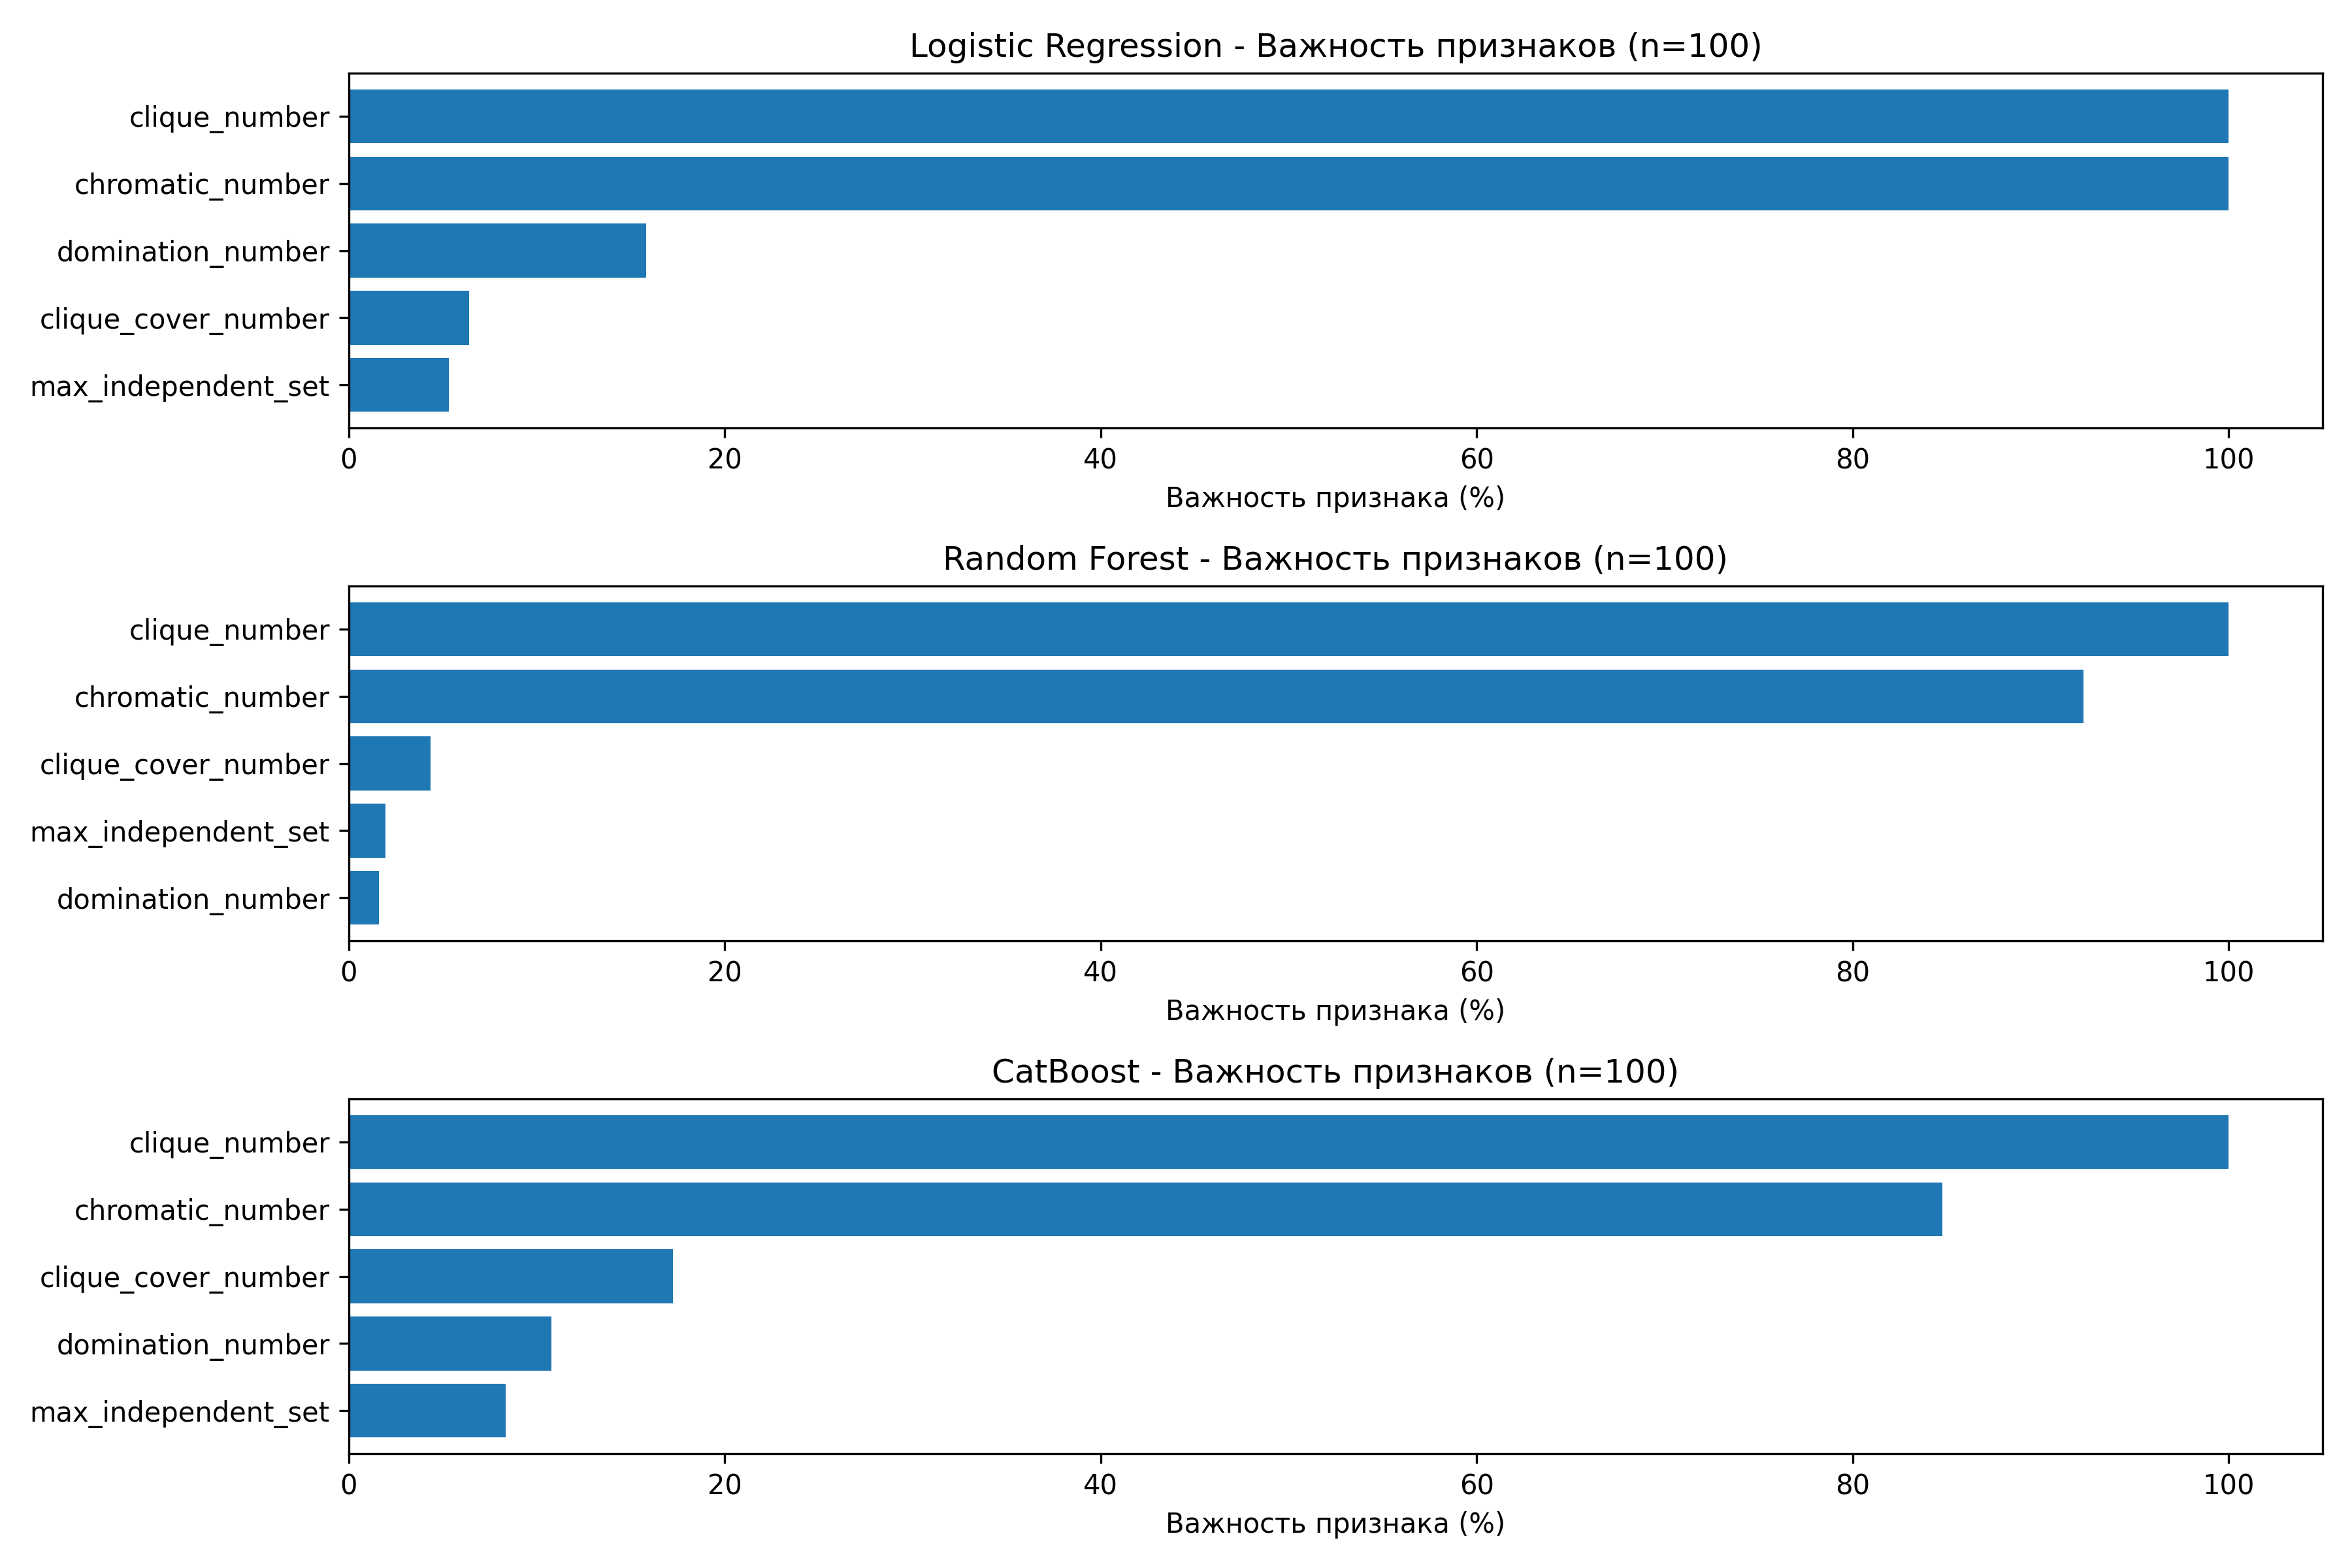 Logistic Regression - Важность признаков (n=100)
clique_number
chromatic_number
domination_number
clique_cover_number
max_independent_set
0 20 40 60 80 100
Важность признака (%)
Random Forest - Важность признаков (n=100)
clique_number
chromatic_number
clique_cover_number
max_independent_set
domination_number
0 20 40 60 80 100
Важность признака (%)
CatBoost - Важность признаков (n=100)
clique_number
chromatic_number
clique_cover_number
domination_number
max_independent_set
0 20 40 60 80 100
Важность признака (%)